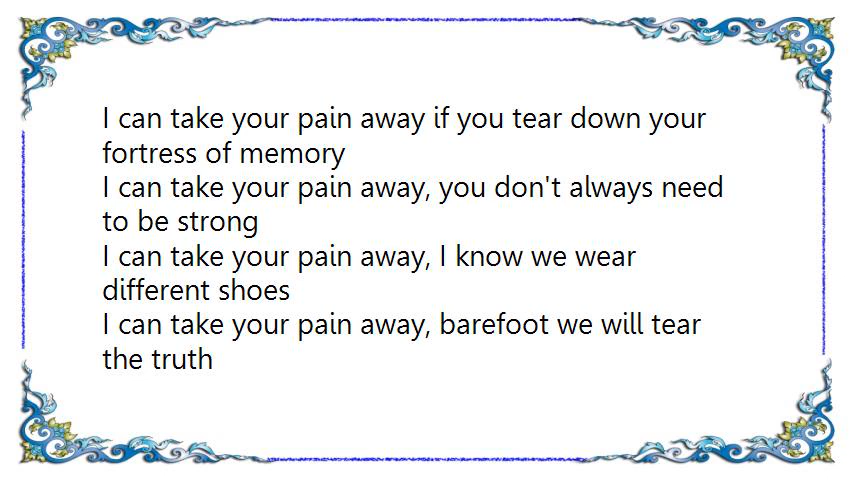 I can take your pain away if you tear down your
fortress of memory
I can take your pain away, you don't always need
to be strong
I can take your pain away, I know we wear
different shoes
I can take your pain away, barefoot we will tear
the truth